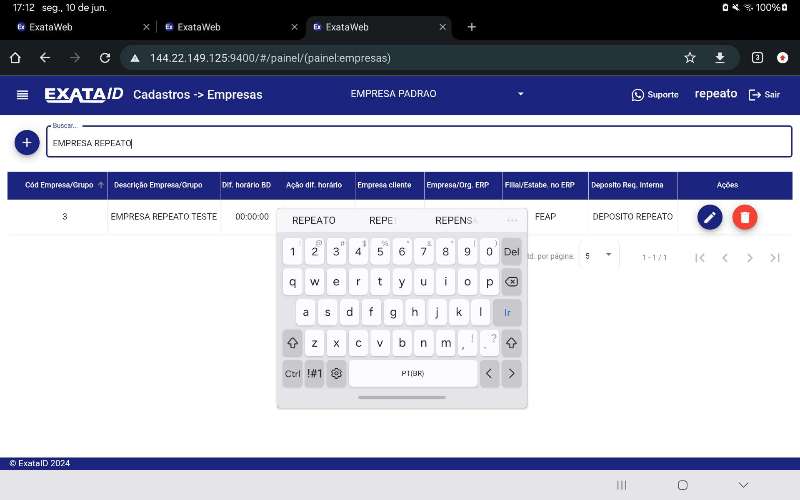 17:12 seg., 10 de jun. 100%
ExataWeb
ExataWeb
ExataWeb
144.22.149.125:9400/#/painel/(painel:empresas)
3
EXATAID Cadastros -> Empresas EMPRESA PADRAO Suporte repeato Sair
Buscar...
EMPRESA REPEATO
Cód Empresa/Grupo Descrição Empresa/Grupo Dif. horário BD Ação dif. horário Empresa cliente Empresa/Org. ERP Filial/Estabe. no ERP Deposito Req. Interna Ações
3 EMPRESA REPEATO TESTE 00:00:00 FEAP DEPOSITO REPEATO
REPEATO REPET REPENSA ...
td. por página. 5 1 - 1 / 1
1 2 3 4 5 6 7 8 9 0 Del
q w e r t y u i o p
a s d f g h j k l Ir
z x c v b n m , ! . ?
Ctrl !#1 PT(BR) < >
© ExataID 2024